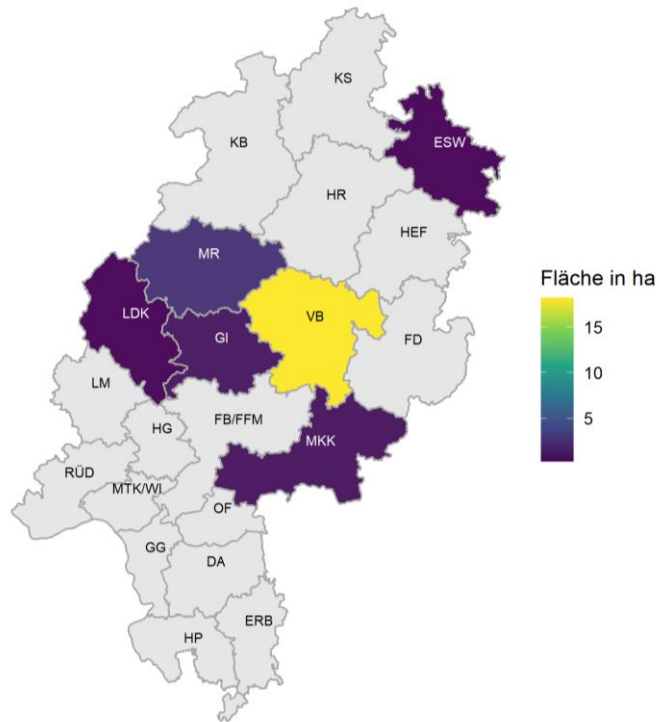 KS
KB
ESW
HR
HEF
MR
Fläche in ha
LDK
GI
VB
15
FD
10
LM
5
HG
FB/FFM
MKK
RÜD
MTK/WI
OF
GG
DA
ERB
HP